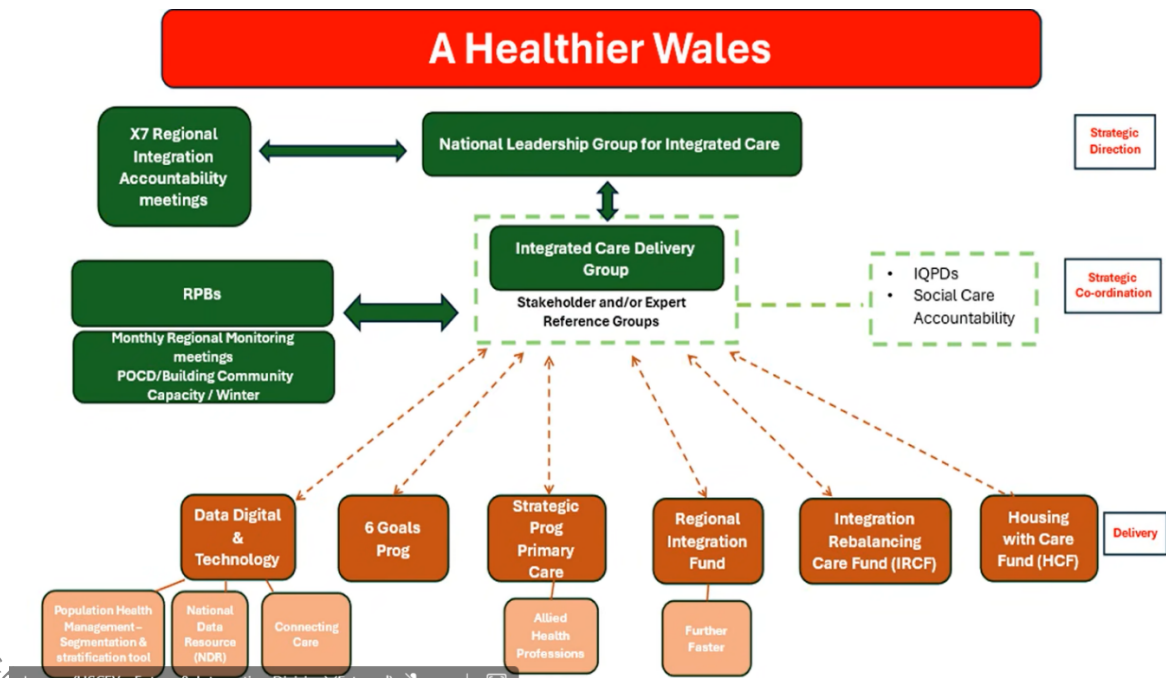 A Healthier Wales
X7 Regional
Integration
Accountability
meetings
National Leadership Group for Integrated Care
Strategic
Direction
Integrated Care Delivery
Group
Stakeholder and/or Expert
Reference Groups
RPBs
Monthly Regional Monitoring
meetings
POCD/Building Community
Capacity / Winter
• IQPDs
• Social Care
Accountability
Strategic
Co-ordination
Data Digital
&
Technology
6 Goals
Prog
Strategic
Prog
Primary
Care
Regional
Integration
Fund
Integration
Rebalancing
Care Fund (IRCF)
Housing
with Care
Fund (HCF)
Delivery
Population Health
Management–
Segmentation &
stratification tool
National
Data
Resource
(NDR)
Connecting
Care
Allied
Health
Professions
Further
Faster